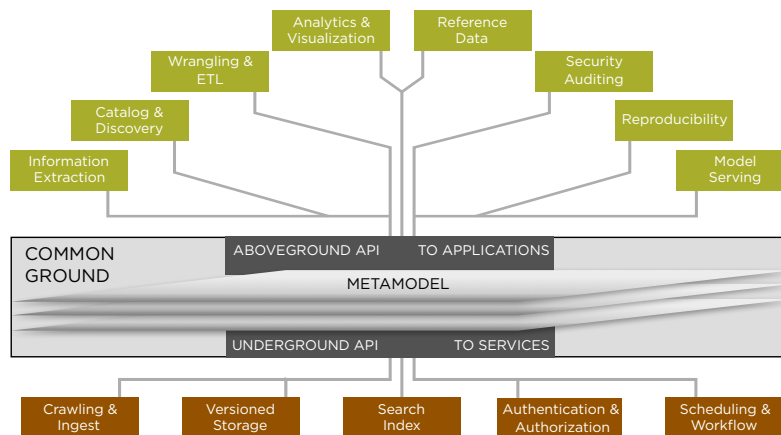 Analytics &
Visualization
Reference
Data
Wrangling &
ETL
Security
Auditing
Catalog &
Discovery
Reproducibility
Information
Extraction
Model
Serving
COMMON
GROUND
ABOVEGROUND API TO APPLICATIONS
METAMODEL
UNDERGROUND API TO SERVICES
Crawling &
Ingest
Versioned
Storage
Search
Index
Authentication &
Authorization
Scheduling &
Workflow